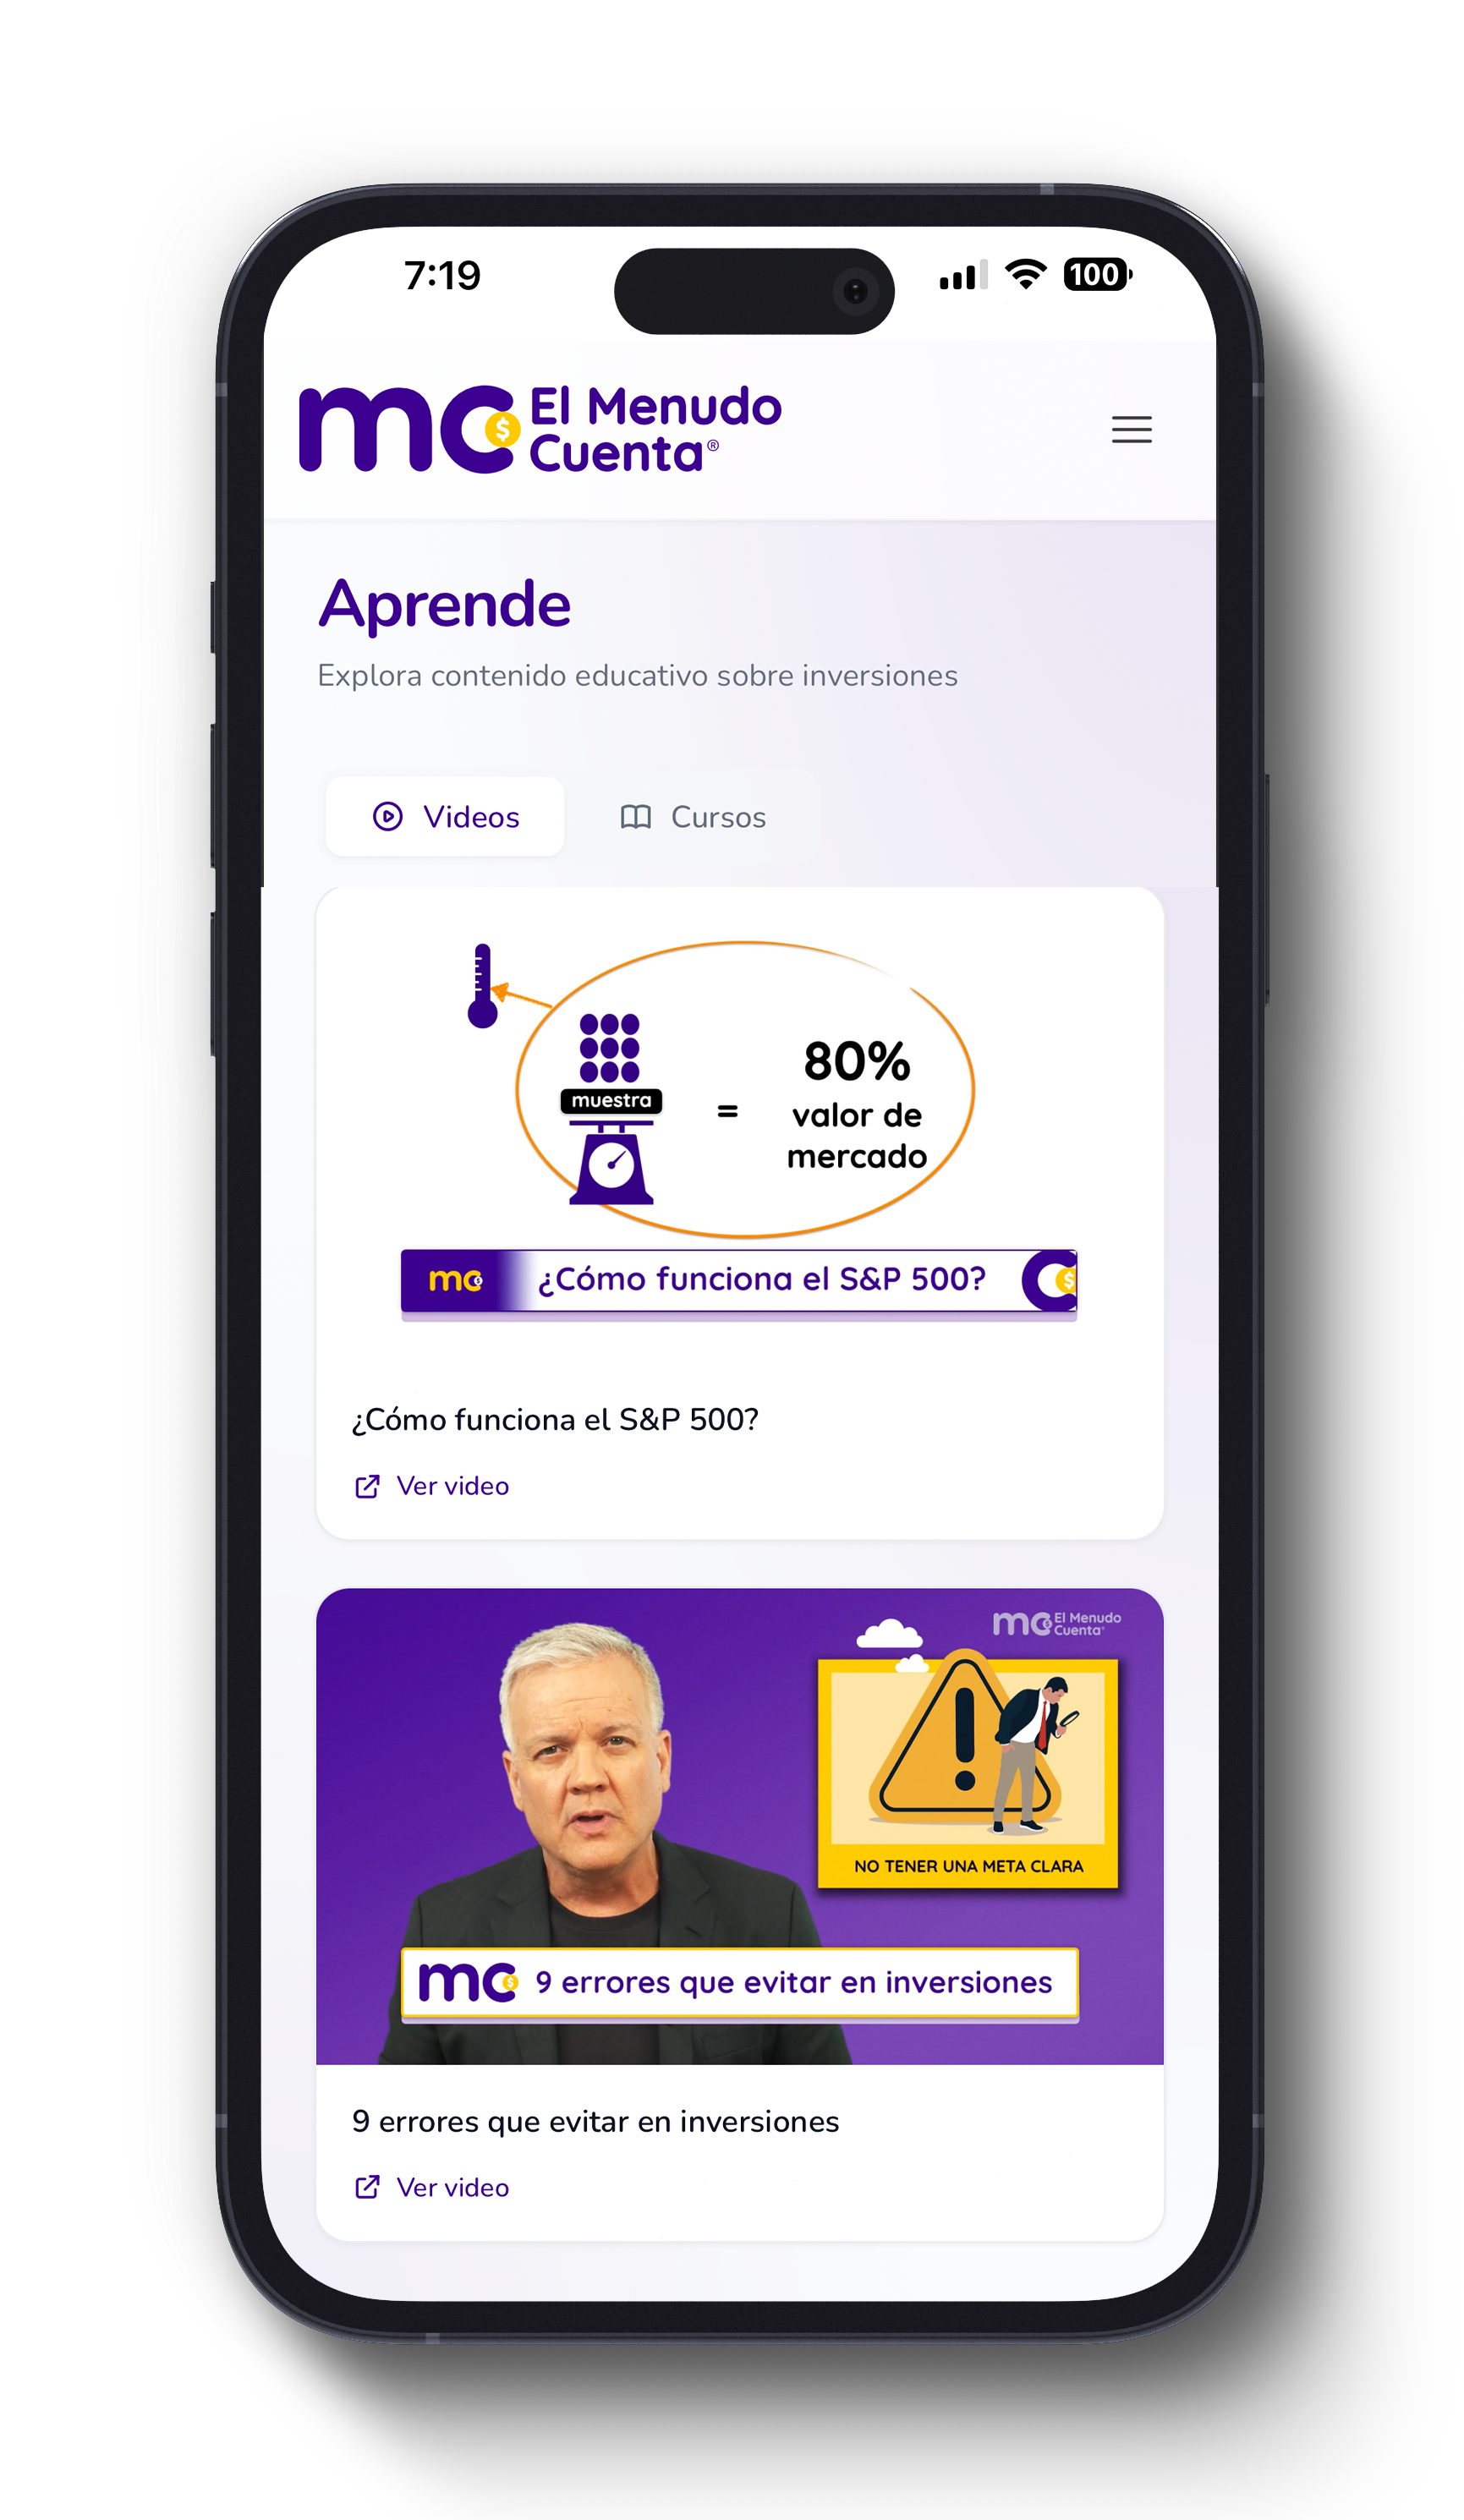 7:19
100
mc El Menudo
Cuenta®
Aprende
Explora contenido educativo sobre inversiones
Videos
Cursos
80%
muestra
=
valor de
mercado
mc
¿Cómo funciona el S&P 500?
¿Cómo funciona el S&P 500?
Ver video
mc El Menudo
Cuenta
NO TENER UNA META CLARA
mc 9 errores que evitar en inversiones
9 errores que evitar en inversiones
Ver video